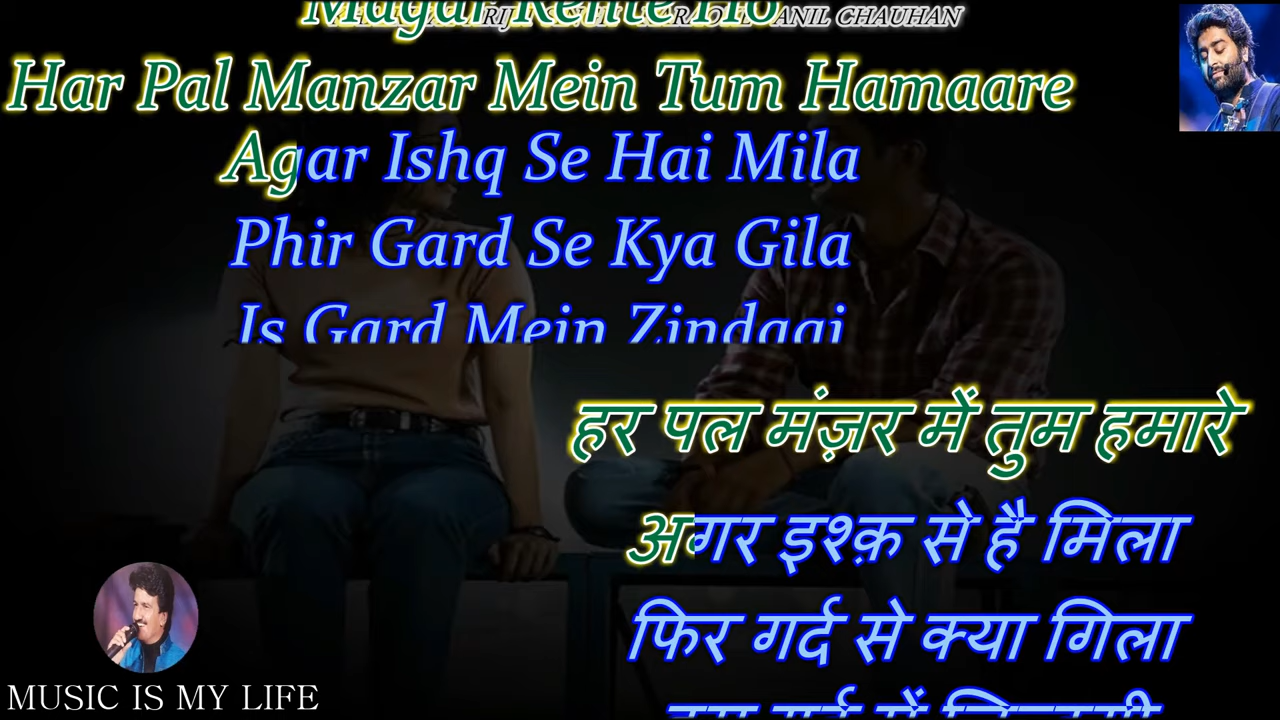 ANIL CHAUHAN
Har Pal Manzar Mein Tum Hamaare
Agar Ishq Se Hai Mila
Phir Gard Se Kya Gila
Is Gard Mein Zindagi
हर पल मंज़र में तुम हमारे
अगर इश्क़ से है मिला
फिर गर्द से क्या गिला
MUSIC IS MY LIFE